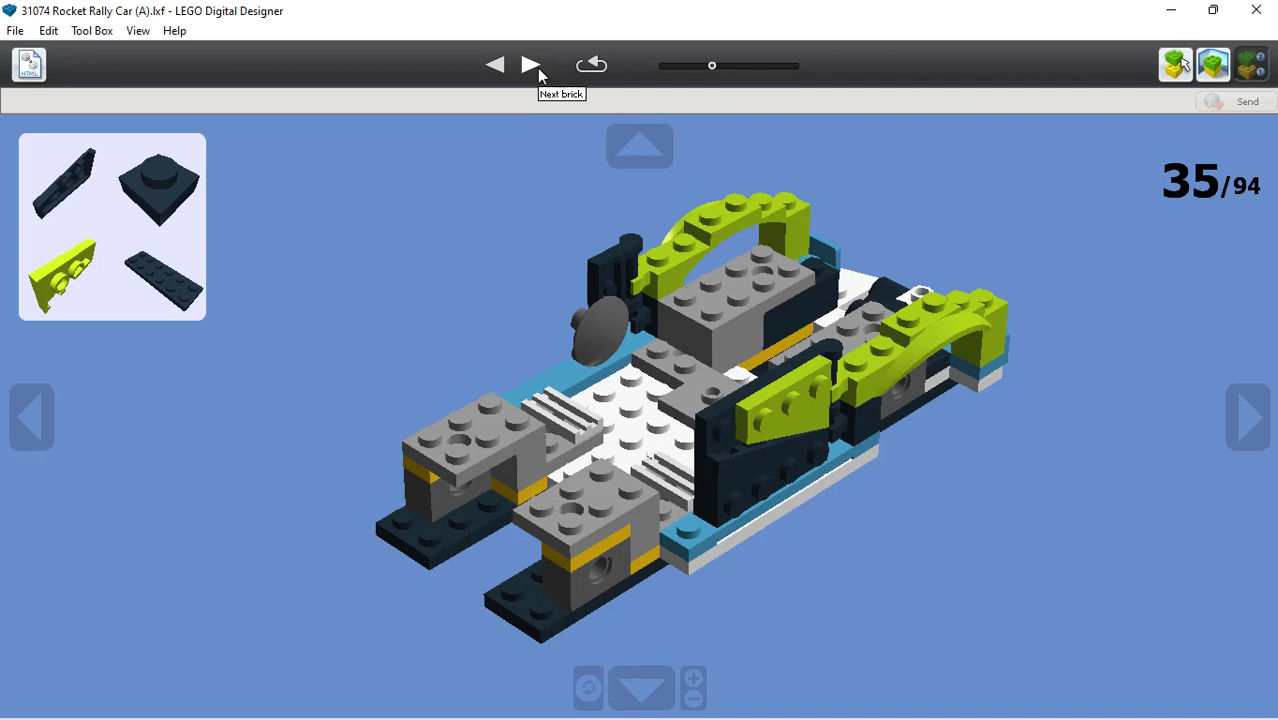 31074 Rocket Rally Car (A).lxf - LEGO Digital Designer
File Edit Tool Box View Help
HTML
Next brick
Send
35/94